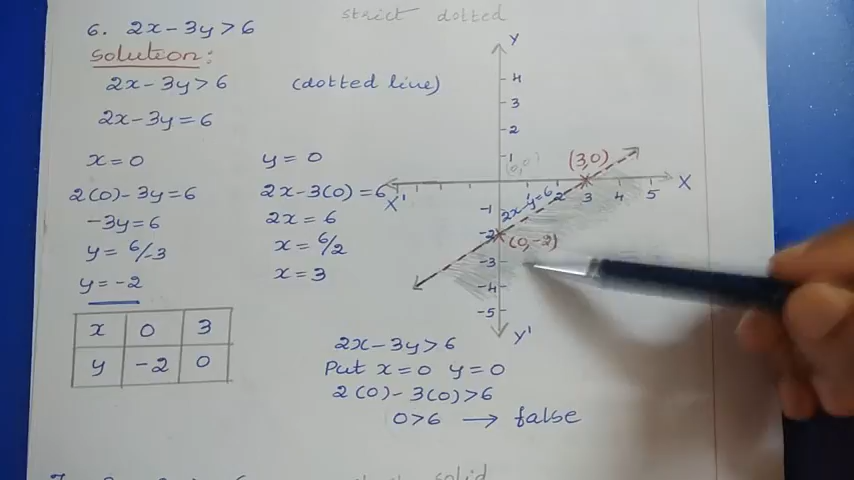 strict dotted
6. 2x-3y>6
Solution:
2x-3y>6 (dotted line)
2x-3y=6
x=0
2(0)-3y=6
-3y=6
y=6/-3
y=-2
y=0
2x-3(0)=6
2x=6
x=6/2
x=3
x 0 3
y -2 0
Y
4
3
2
1
(0,0)
(3,0)
X' 2 3 4 5 X
2x-y=6
-1
-2
(0,-2)
-3
-4
-5
Y'
2x-3y>6
Put x=0 y=0
2(0)-3(0)>6
0>6 → false
solid